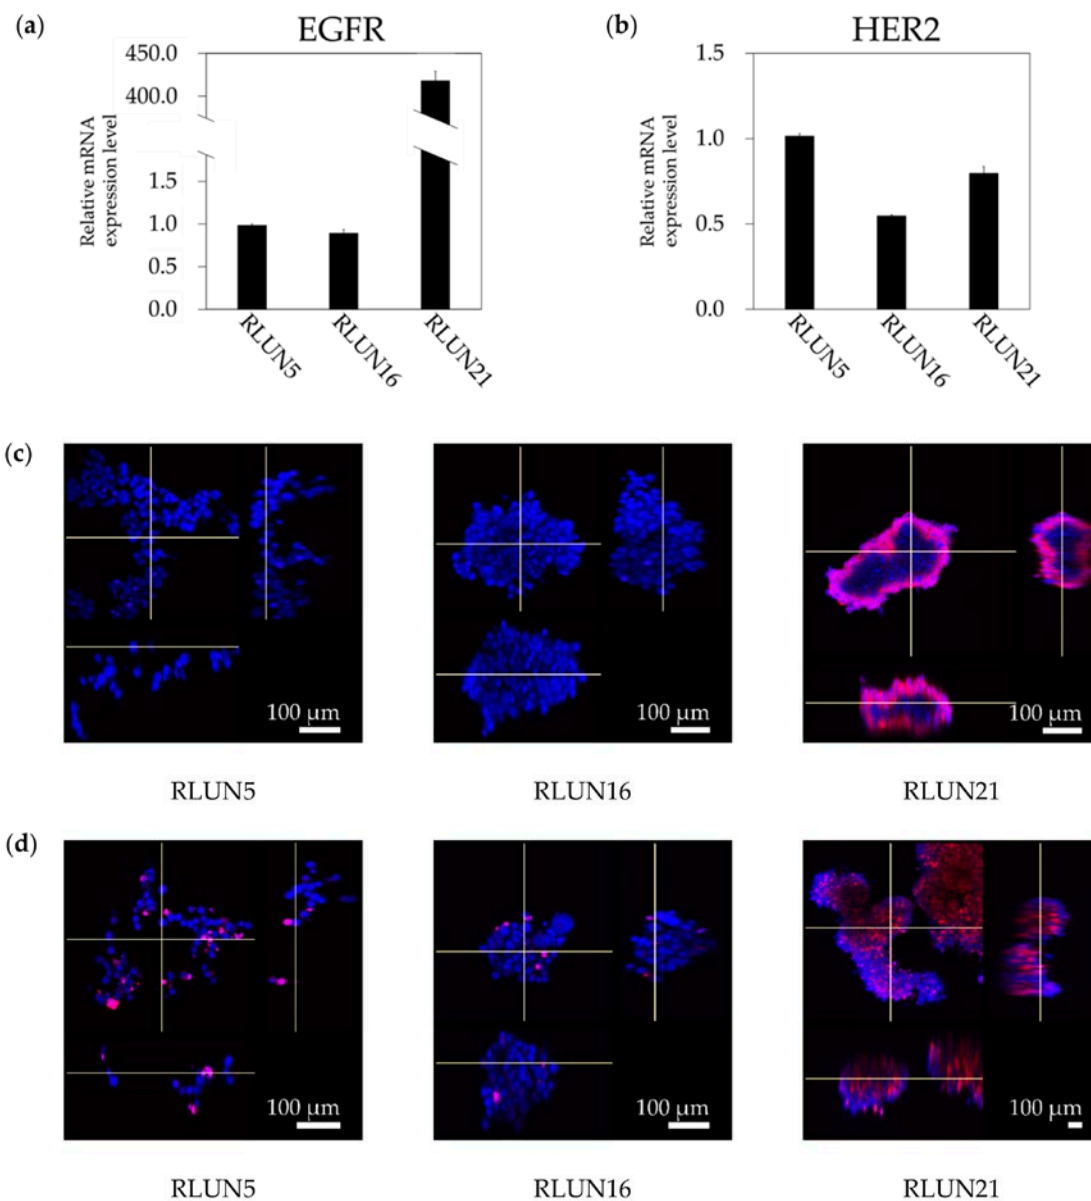 (a)
EGFR
Relative mRNA
expression level
450.0
400.0
1.5
1.0
0.5
0.0
RLUN5
RLUN16
RLUN21
(b)
HER2
Relative mRNA
expression level
1.5
1.0
0.5
0.0
RLUN5
RLUN16
RLUN21
(c)
100 µm
100 µm
100 µm
RLUN5
RLUN16
RLUN21
(d)
100 µm
100 µm
100 µm
RLUN5
RLUN16
RLUN21